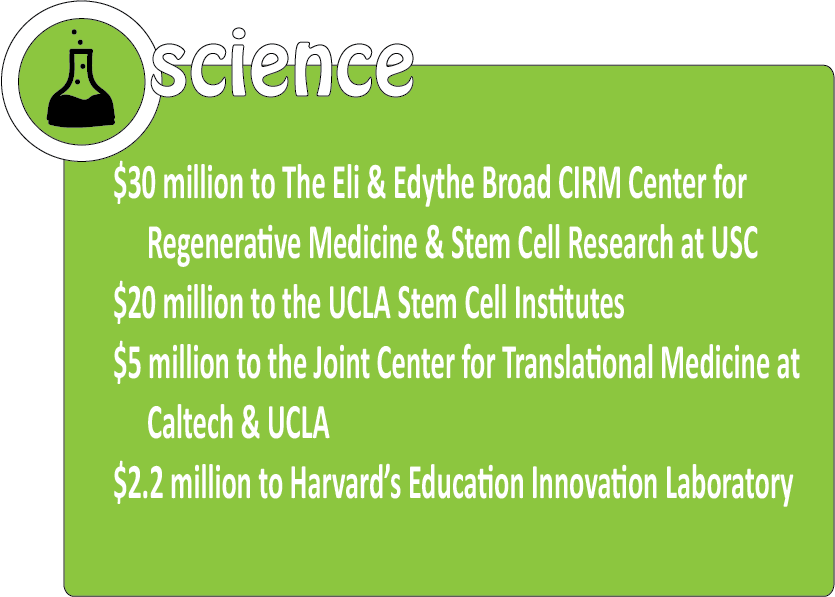 science
$30 million to The Eli & Edythe Broad CIRM Center for
Regenerative Medicine & Stem Cell Research at USC
$20 million to the UCLA Stem Cell Institutes
$5 million to the Joint Center for Translational Medicine at
Caltech & UCLA
$2.2 million to Harvard’s Education Innovation Laboratory